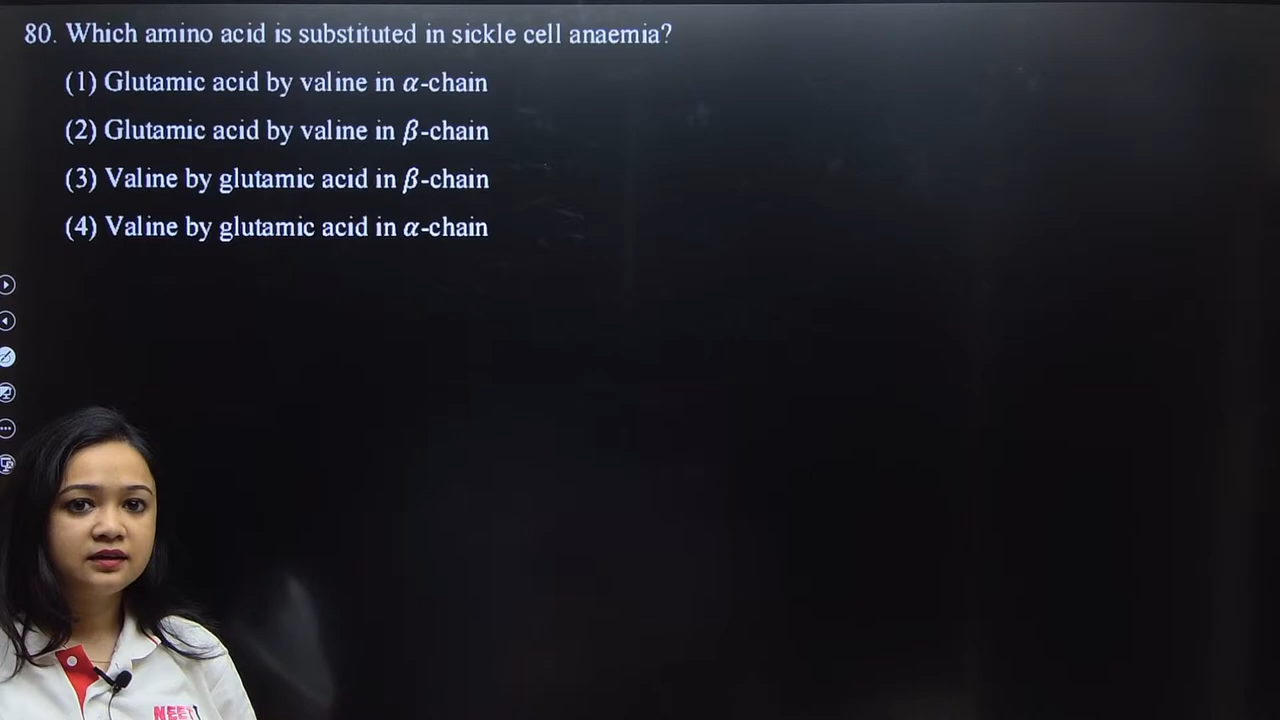 80. Which amino acid is substituted in sickle cell anaemia?
(1) Glutamic acid by valine in α-chain
(2) Glutamic acid by valine in β-chain
(3) Valine by glutamic acid in β-chain
(4) Valine by glutamic acid in α-chain
NEET